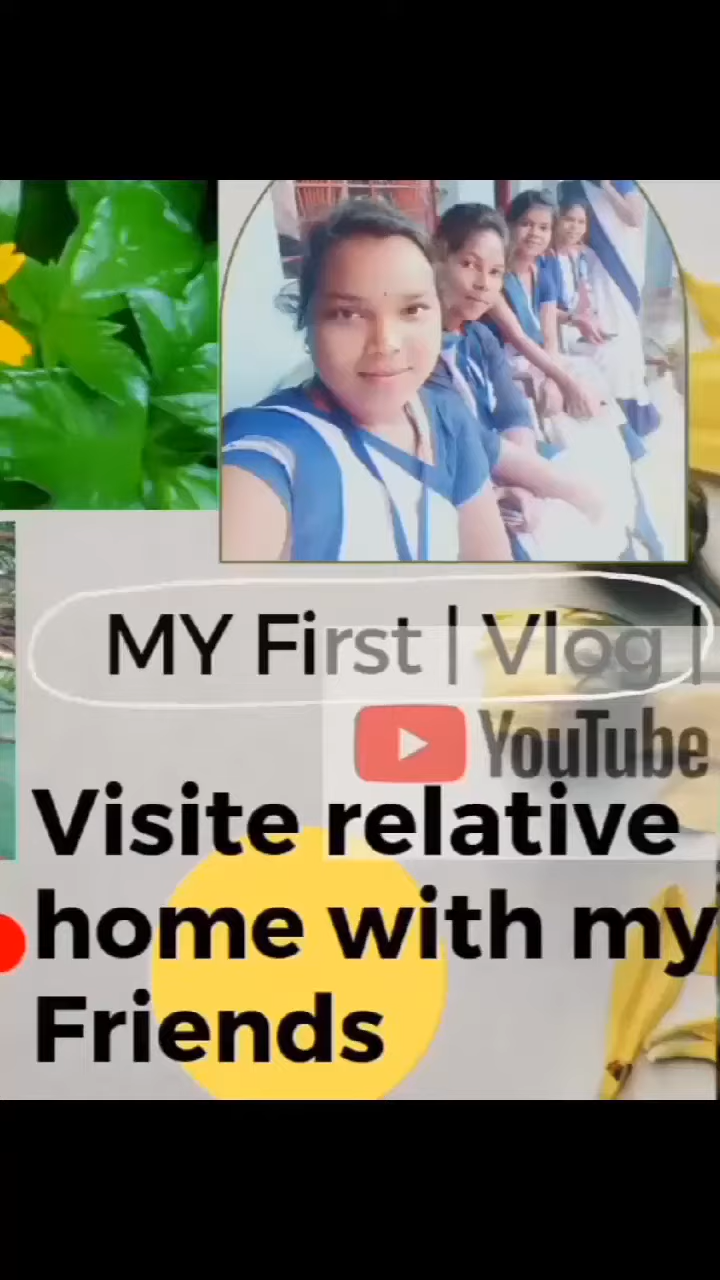 MY First | Vlog |
YouTube
Visite relative
home with my
Friends